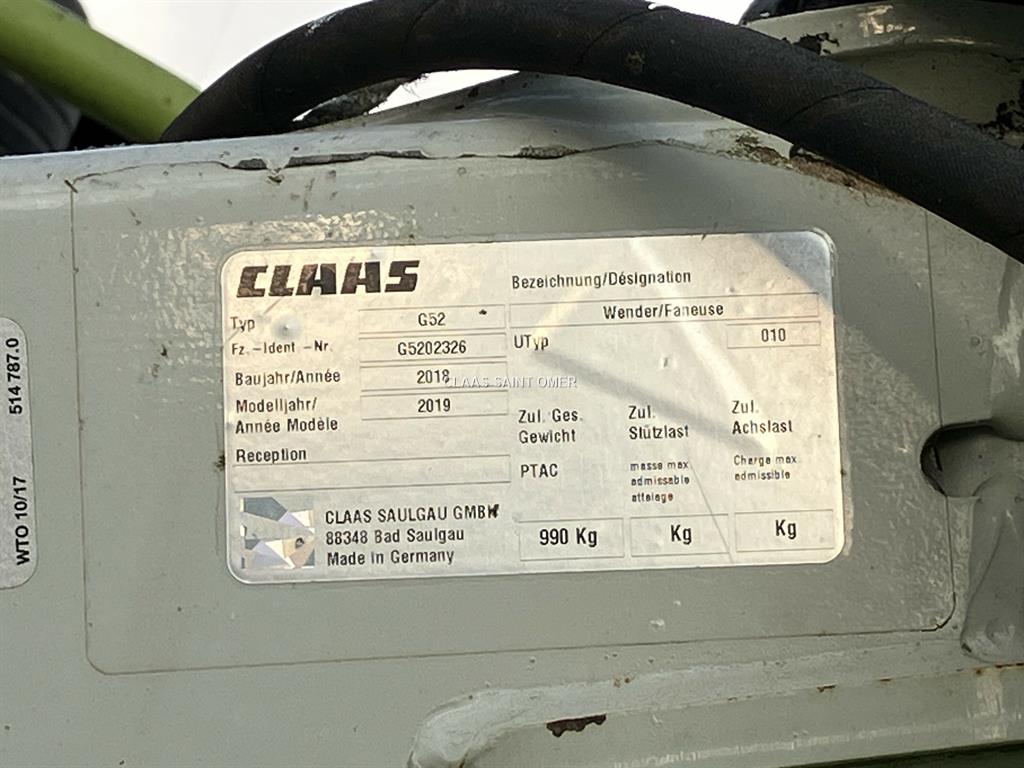 CLAAS
Bezeichnung/Désignation
Wender/Faneuse
Typ G52
UTyp 010
Fz.-Ident -Nr. G5202326
Baujahr/Année 2018
Modelljahr/ 2019
Année Modèle
Reception
Zul. Ges.
Gewicht
PTAC
990 Kg
Zul.
Stützlast
masse max
admissable
attelage
Kg
Zul.
Achslast
Charge max
admissible
Kg
CLAAS SAULGAU GMBH
88348 Bad Saulgau
Made in Germany
CLAAS SAINT OMER
WTO 10/17 514 787.0